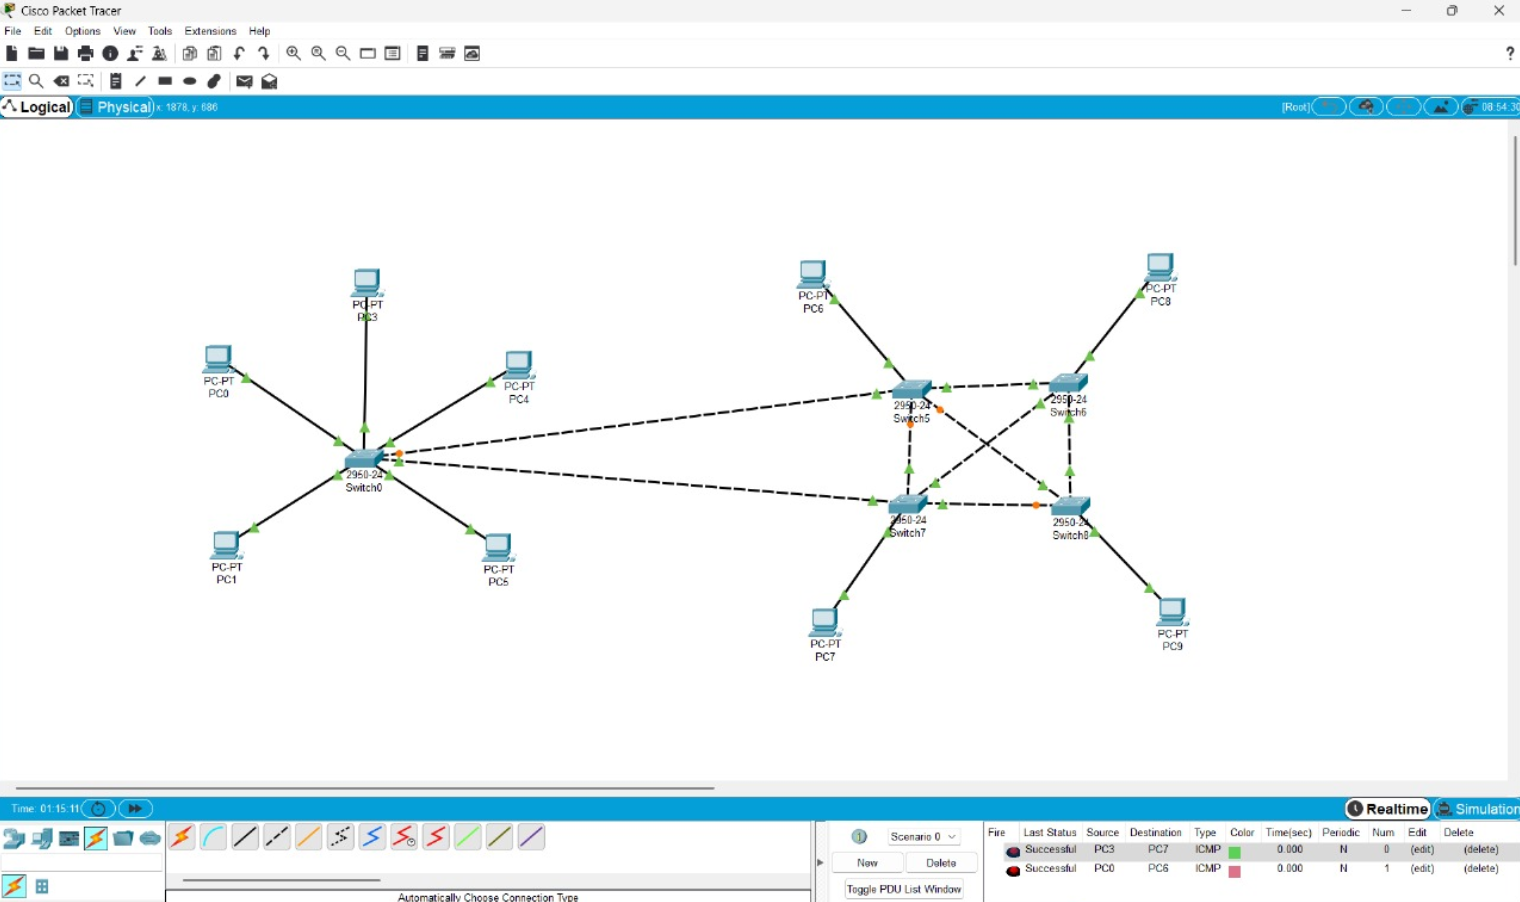 Cisco Packet Tracer
File Edit Options View Tools Extensions Help
?
Logical Physical x: 1878, y: 686 [Root] 08:54:30
PC-PT
PC3
PC-PT
PC0
PC-PT
PC4
2950-24
Switch0
PC-PT
PC1
PC-PT
PC5
PC-PT
PC6
PC-PT
PC8
2950-24
Switch5
2950-24
Switch6
2950-24
Switch7
2950-24
Switch8
PC-PT
PC7
PC-PT
PC9
Time: 01:15:11 Realtime Simulation
Scenario 0
New Delete
Toggle PDU List Window
Automatically Choose Connection Type
Fire Last Status Source Destination Type Color Time(sec) Periodic Num Edit Delete
Successful PC3 PC7 ICMP 0.000 N 0 (edit) (delete)
Successful PC0 PC6 ICMP 0.000 N 1 (edit) (delete)